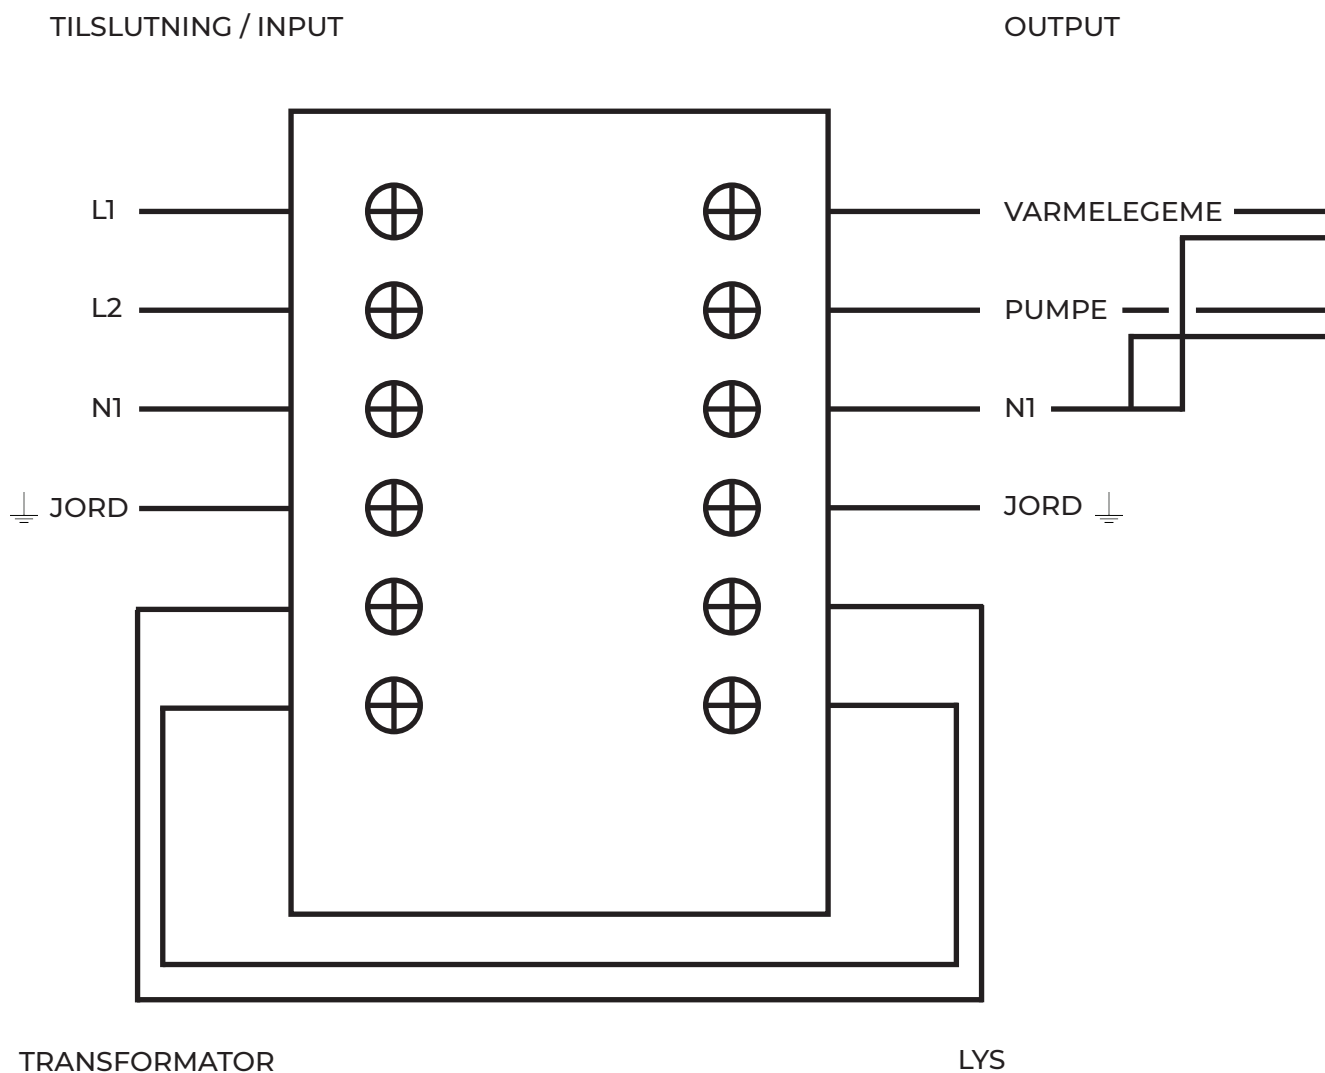 TILSLUTNING / INPUT
OUTPUT
L1
VARMELEGEME
L2
PUMPE
N1
N1
JORD
JORD
TRANSFORMATOR
LYS